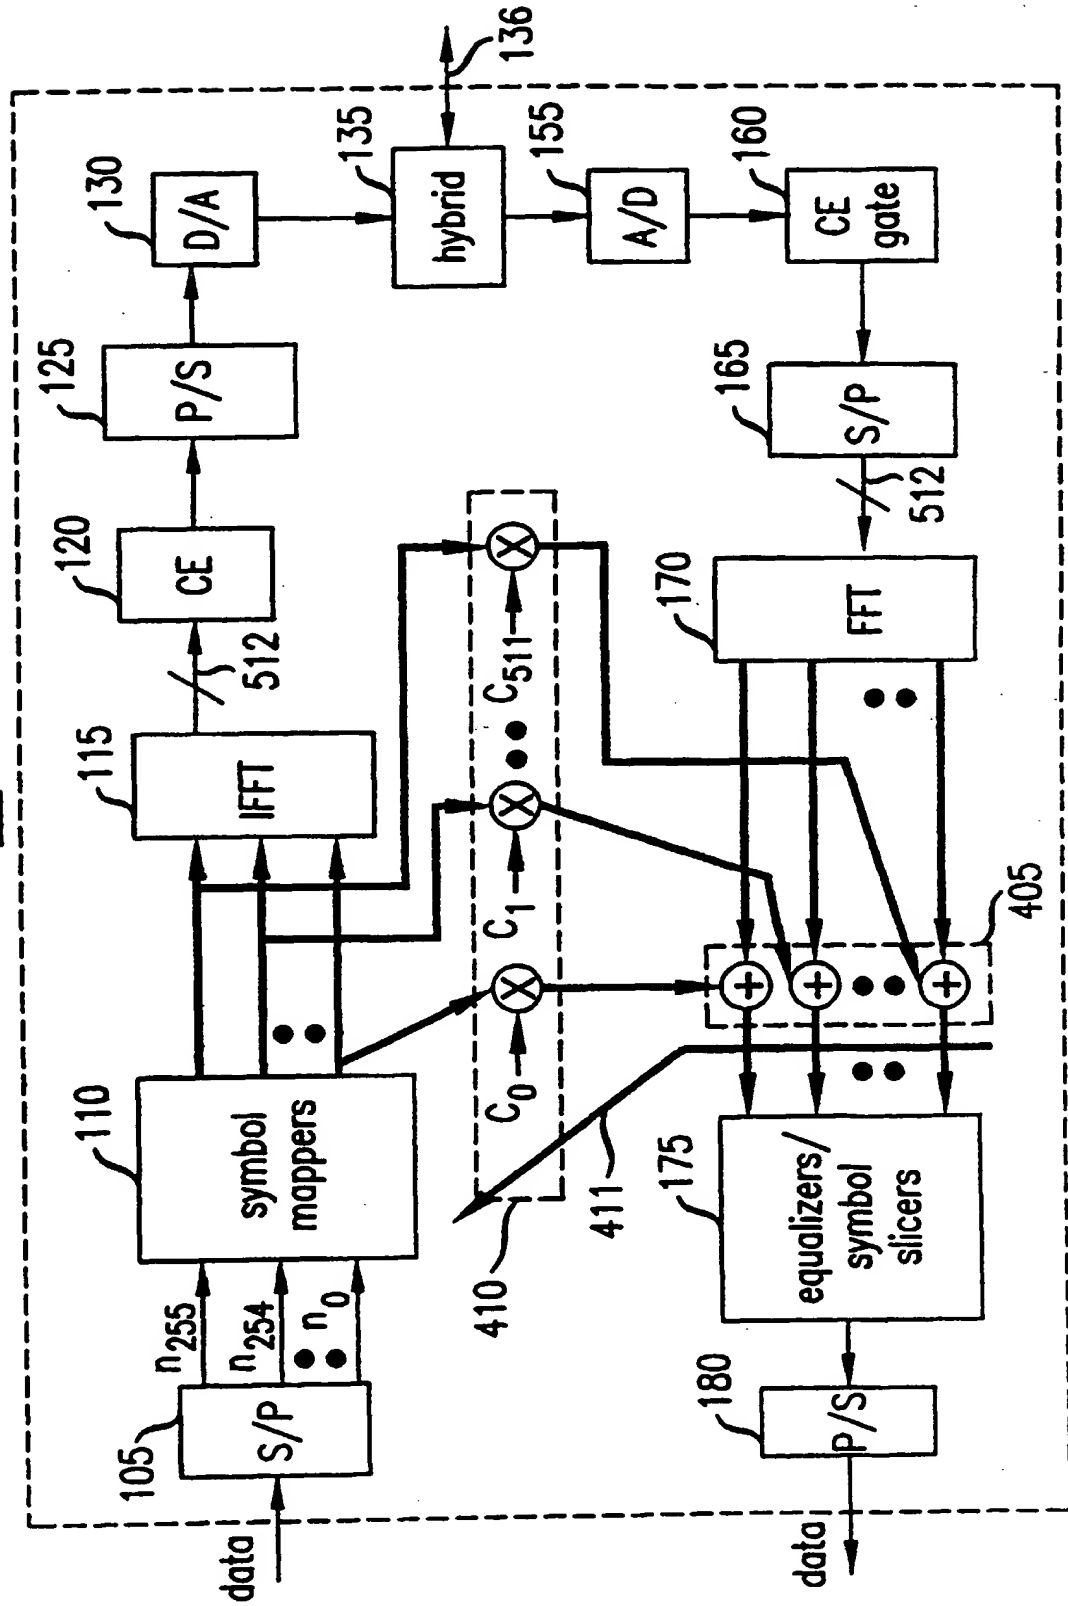 data
105
S/P
n255
n254
n0
110
symbol
mappers
115
IFFT
512
120
CE
125
P/S
130
D/A
135
hybrid
136
155
A/D
160
CE
gate
165
S/P
512
170
FFT
C0
C1
C511
410
411
405
175
equalizers/
symbol
slicers
180
P/S
data